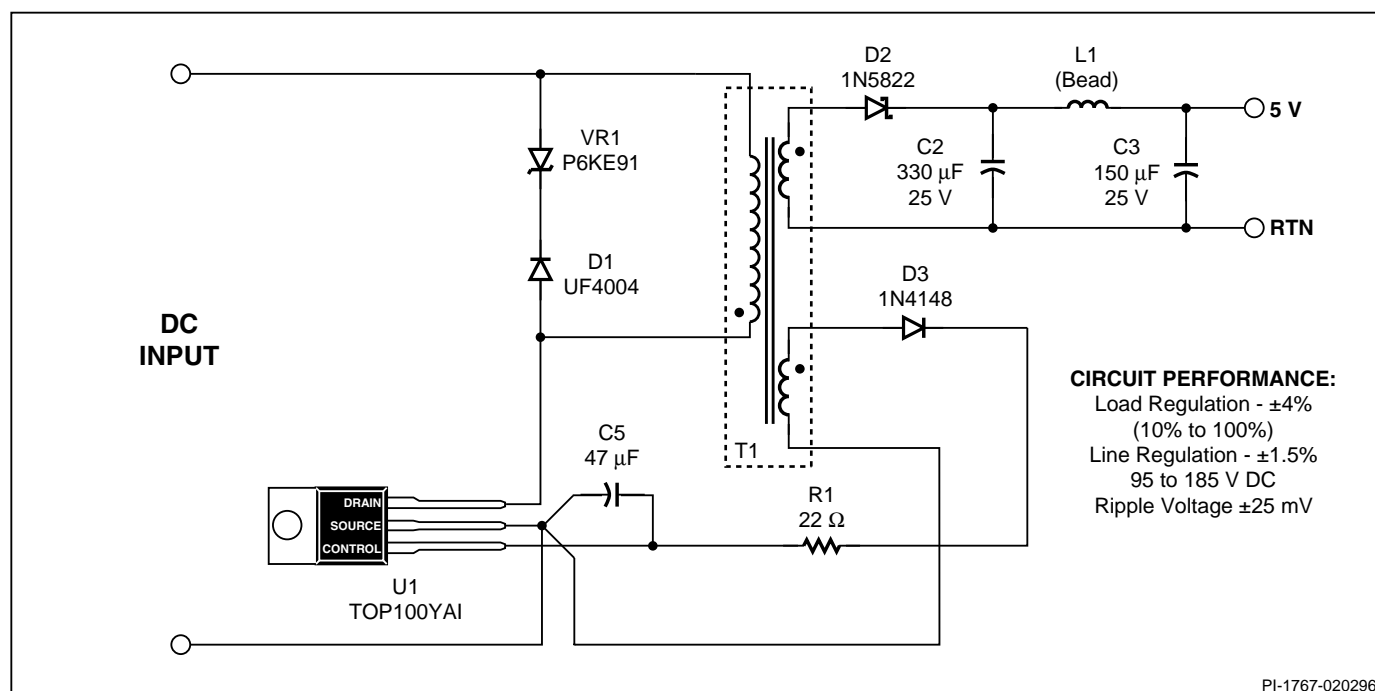 D2
1N5822
L1
(Bead)
5 V
VR1
P6KE91
C2
330 µF
25 V
C3
150 µF
25 V
RTN
D1
UF4004
D3
1N4148
DC
INPUT
CIRCUIT PERFORMANCE:
Load Regulation - ±4%
(10% to 100%)
Line Regulation - ±1.5%
95 to 185 V DC
Ripple Voltage ±25 mV
T1
C5
47 µF
R1
22 Ω
DRAIN
SOURCE
CONTROL
U1
TOP100YAI
PI-1767-020296